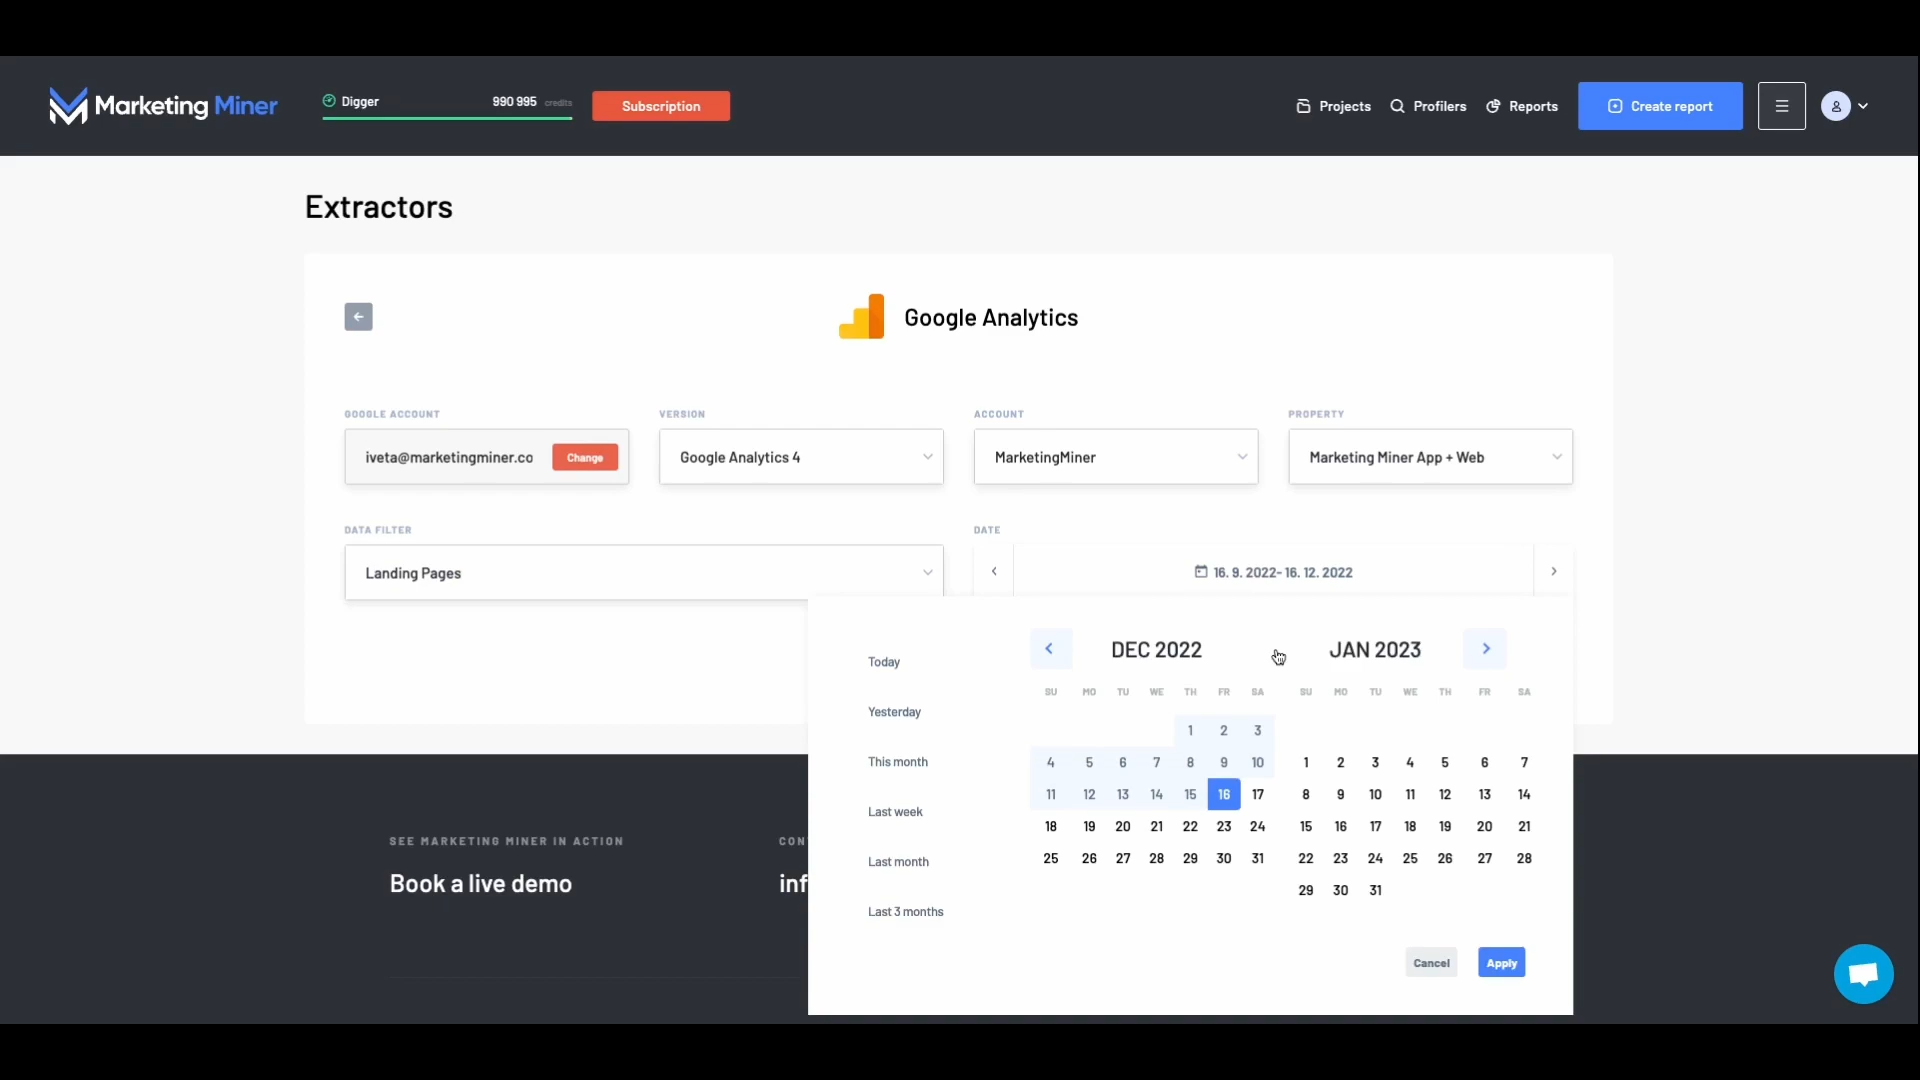 Marketing Miner
Digger 990 995 credits
Subscription
Projects Profilers Reports
Create report
Extractors
Google Analytics
GOOGLE ACCOUNT VERSION ACCOUNT PROPERTY
iveta@marketingminer.co Change Google Analytics 4 MarketingMiner Marketing Miner App + Web
DATA FILTER DATE
Landing Pages 16. 9. 2022- 16. 12. 2022
Today
Yesterday
This month
Last week
Last month
Last 3 months
DEC 2022
SU MO TU WE TH FR SA
1 2 3
4 5 6 7 8 9 10
11 12 13 14 15 16 17
18 19 20 21 22 23 24
25 26 27 28 29 30 31
JAN 2023
SU MO TU WE TH FR SA
1 2 3 4 5 6 7
8 9 10 11 12 13 14
15 16 17 18 19 20 21
22 23 24 25 26 27 28
29 30 31
Cancel Apply
SEE MARKETING MINER IN ACTION CON
Book a live demo inf